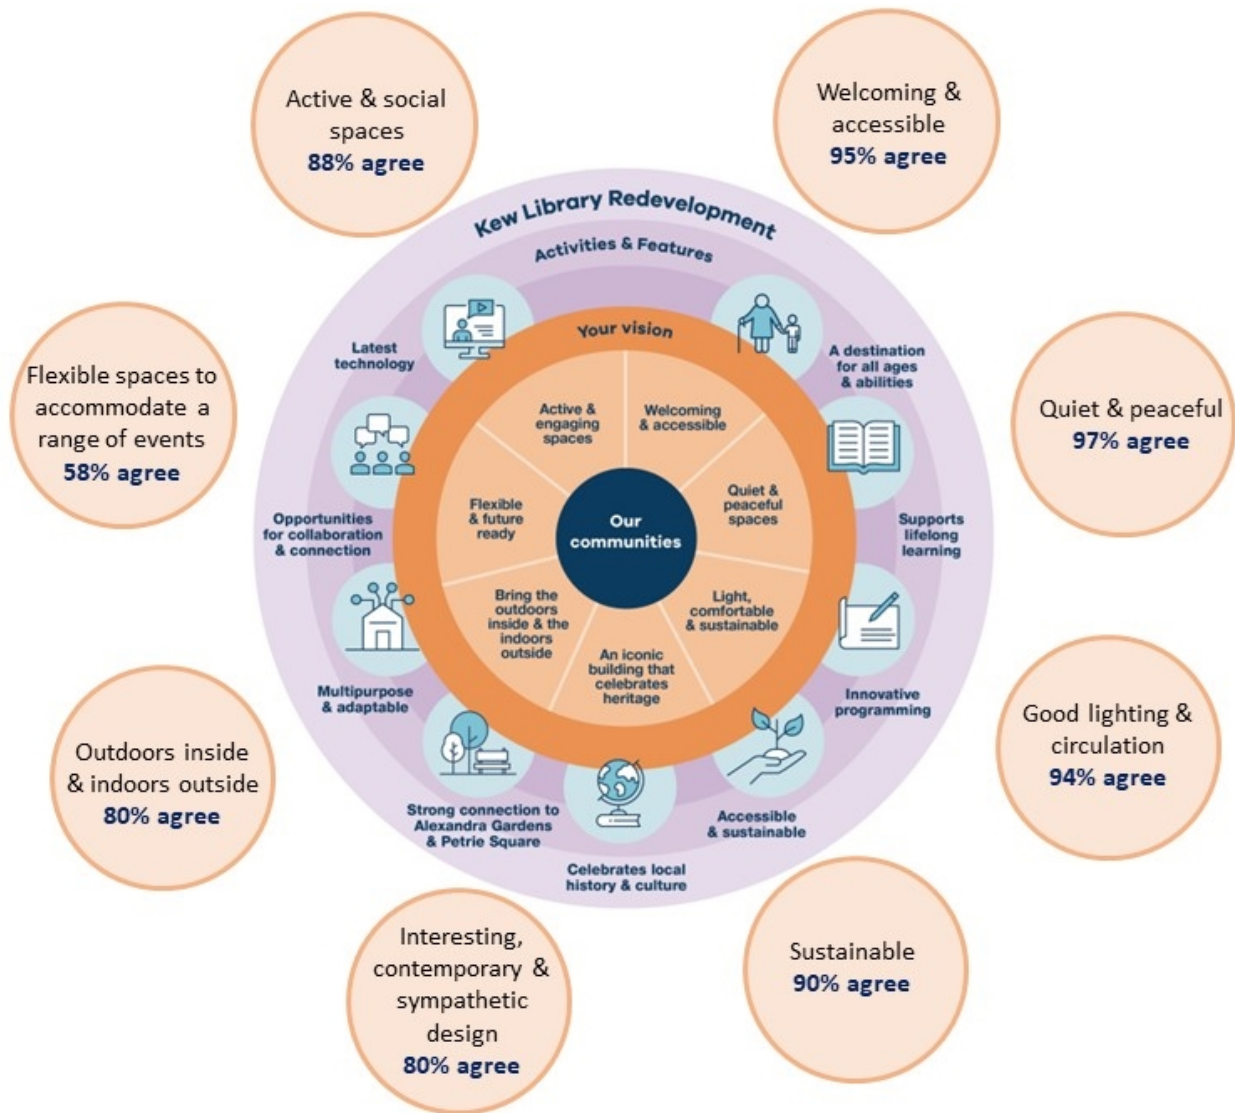 Active & social
spaces
88% agree
Welcoming &
accessible
95% agree
Kew Library Redevelopment
Activities & Features
Your vision
Latest
technology
A destination
for all ages
& abilities
Flexible spaces to
accommodate a
range of events
58% agree
Quiet & peaceful
97% agree
Active &
engaging
spaces
Welcoming
& accessible
Flexible
& future
ready
Quiet &
peaceful
spaces
Our
communities
Opportunities
for collaboration
& connection
Supports
lifelong
learning
Bring the
outdoors
inside & the
indoors
outside
An iconic
building that
celebrates
heritage
Light,
comfortable
& sustainable
Multipurpose
& adaptable
Innovative
programming
Outdoors inside
& indoors outside
80% agree
Good lighting &
circulation
94% agree
Strong connection to
Alexandra Gardens
& Petrie Square
Accessible
& sustainable
Celebrates local
history & culture
Interesting,
contemporary &
sympathetic
design
80% agree
Sustainable
90% agree